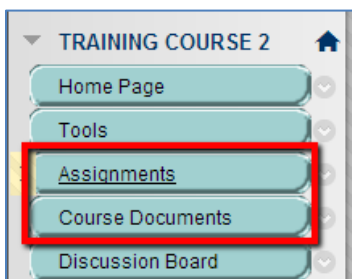 TRAINING COURSE 2
Home Page
Tools
Assignments
Course Documents
Discussion Board